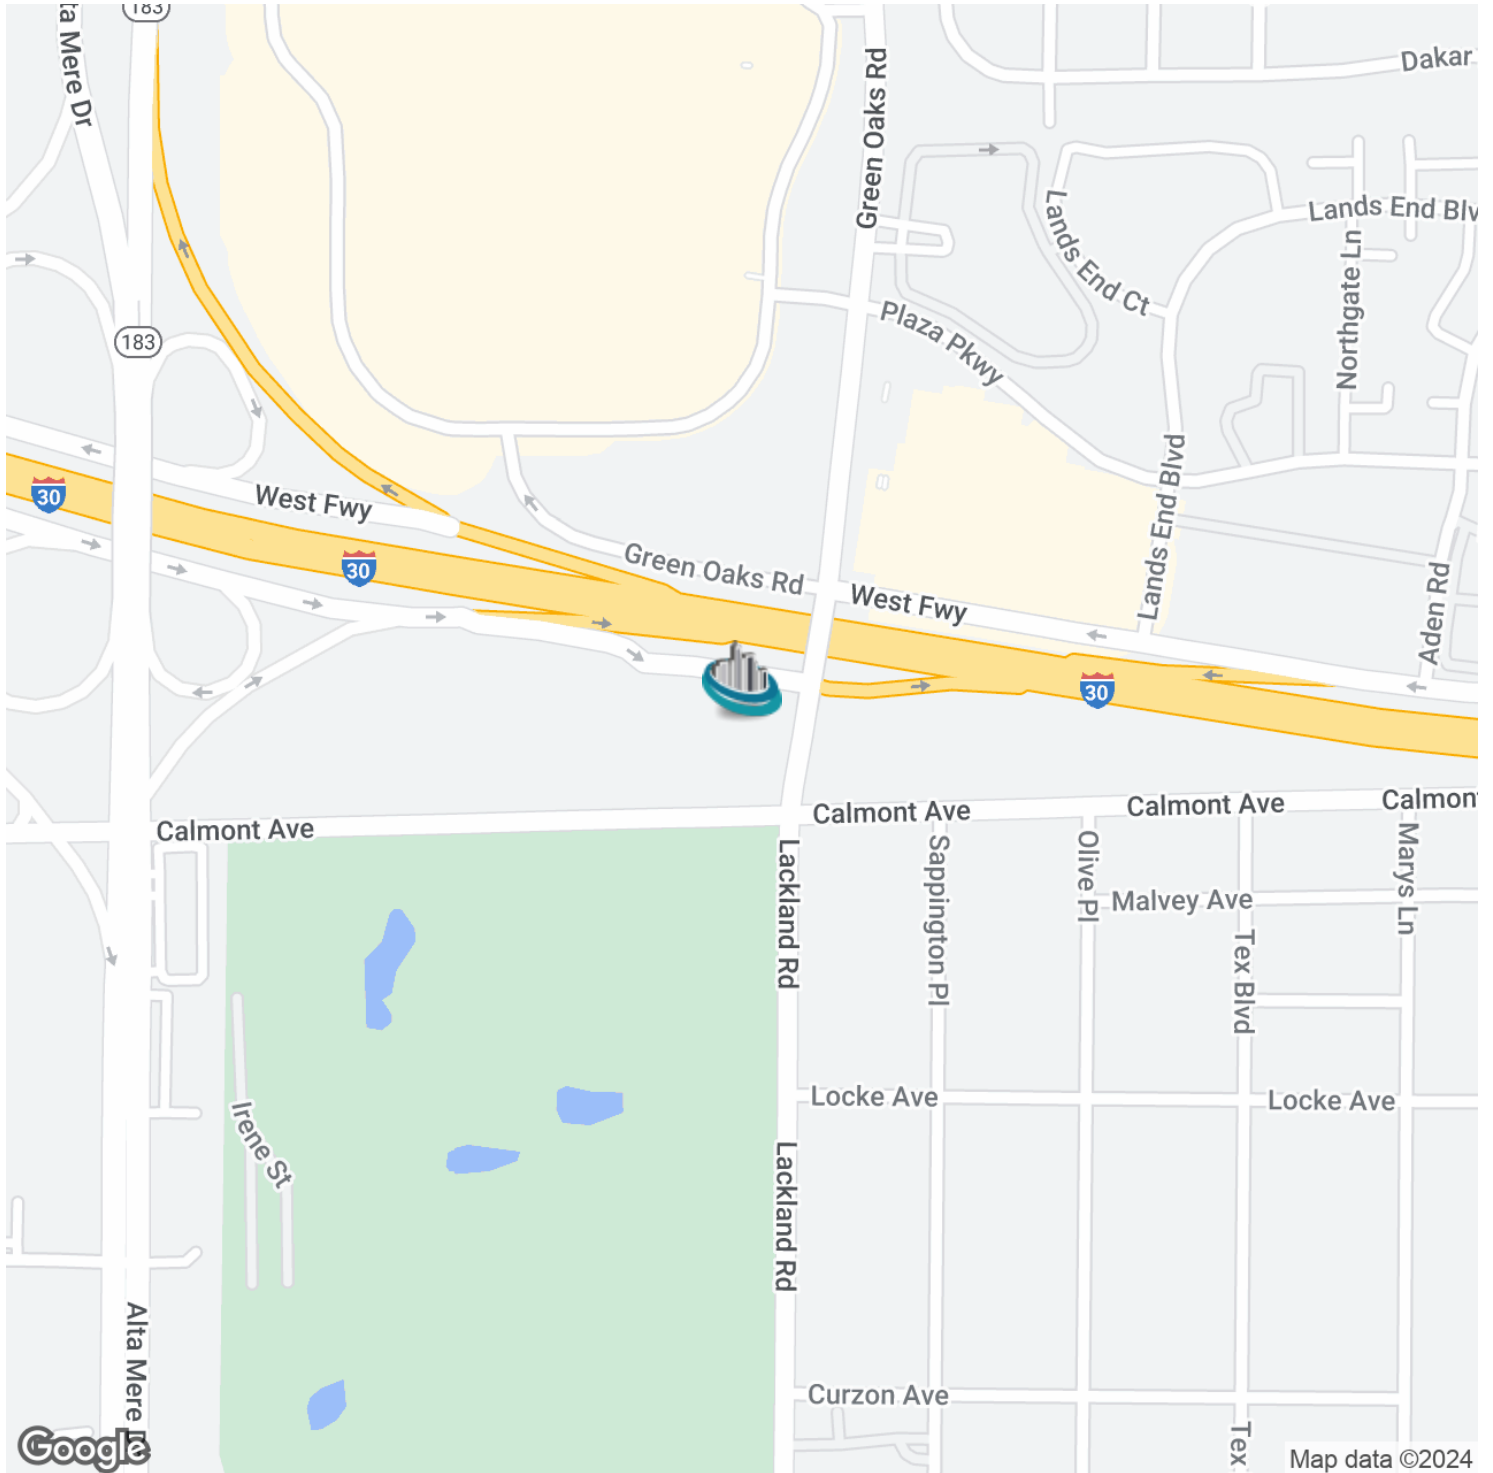 183
ta Mere Dr
Green Oaks Rd
Dakar
Lands End Blv
Lands End Ct
Northgate Ln
Plaza Pkwy
183
30
West Fwy
30
Green Oaks Rd
West Fwy
Lands End Blvd
Aden Rd
30
Calmont Ave
Calmont Ave
Calmont Ave
Calmon
Lackland Rd
Sappington Pl
Olive Pl
Malvey Ave
Marys Ln
Tex Blvd
Locke Ave
Locke Ave
Irene St
Lackland Rd
Alta Mere D
Curzon Ave
Tex
Google
Map data ©2024